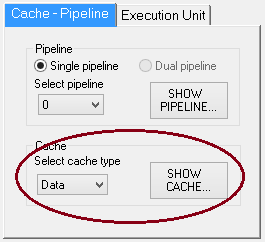 Cache - Pipeline
Execution Unit
Pipeline
Single pipeline
Dual pipeline
Select pipeline
0
SHOW
PIPELINE...
Cache
Select cache type
Data
SHOW
CACHE...